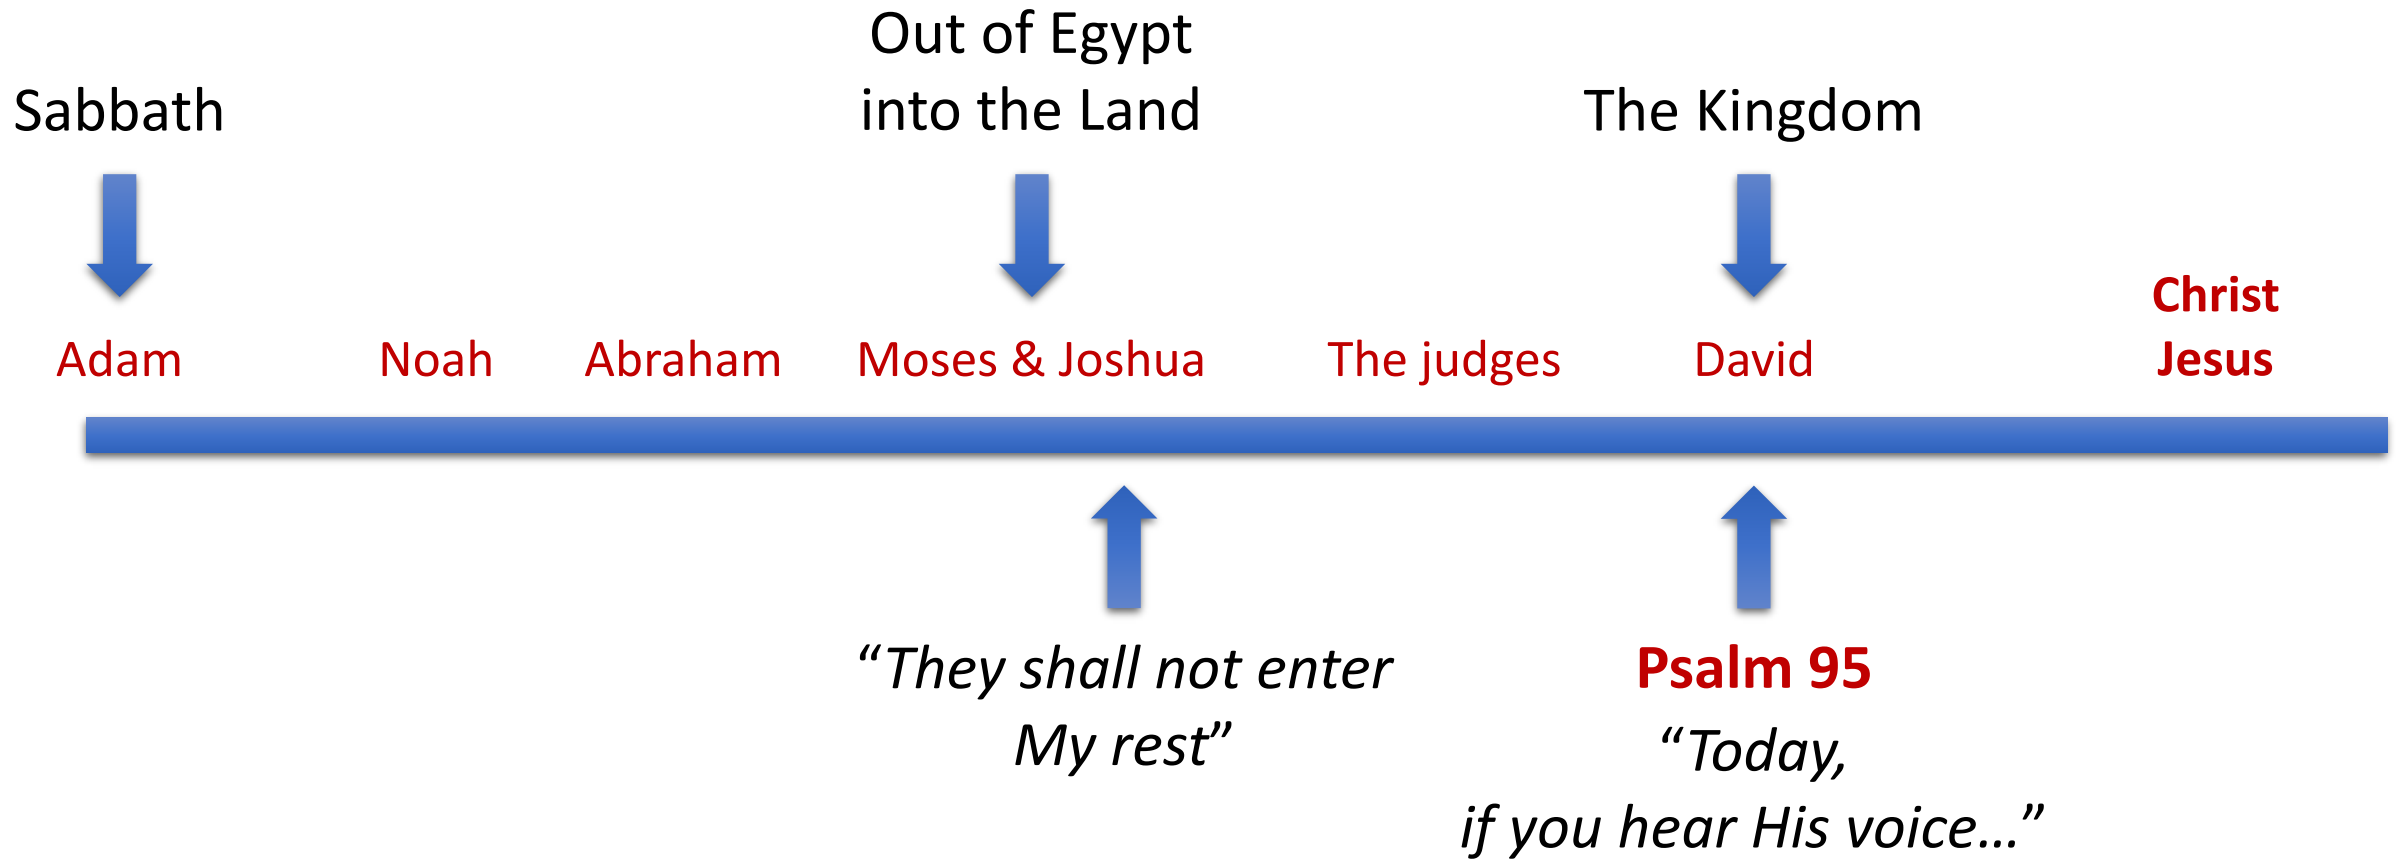 Out of Egypt
into the Land
Sabbath
The Kingdom
Christ
Jesus
Adam
Noah
Abraham
Moses & Joshua
The judges
David
“They shall not enter
My rest”
Psalm 95
“Today,
if you hear His voice…”